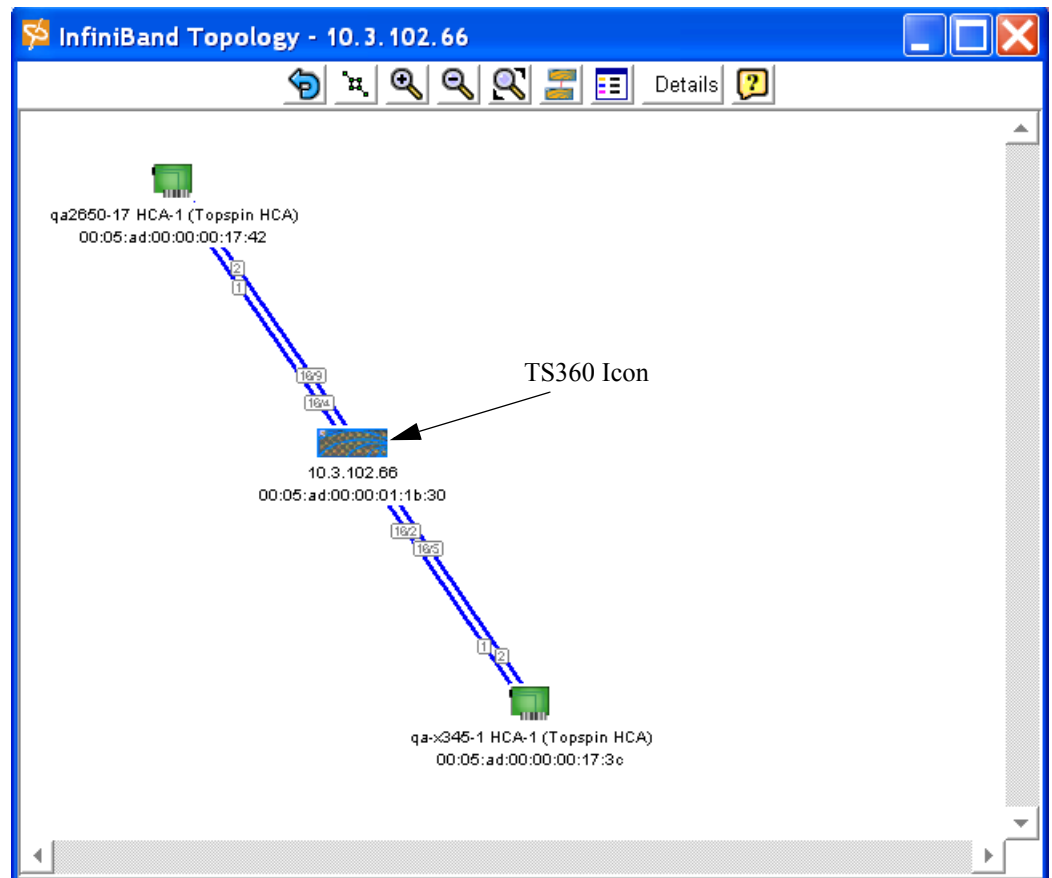 InfiniBand Topology - 10.3.102.66
Details
qa2650-17 HCA-1 (Topspin HCA)
00:05:ad:00:00:00:17:42
2
1
16/9
16/4
TS360 Icon
10.3.102.66
00:05:ad:00:00:01:1b:30
16/2
16/5
1
2
qa-x345-1 HCA-1 (Topspin HCA)
00:05:ad:00:00:00:17:3c